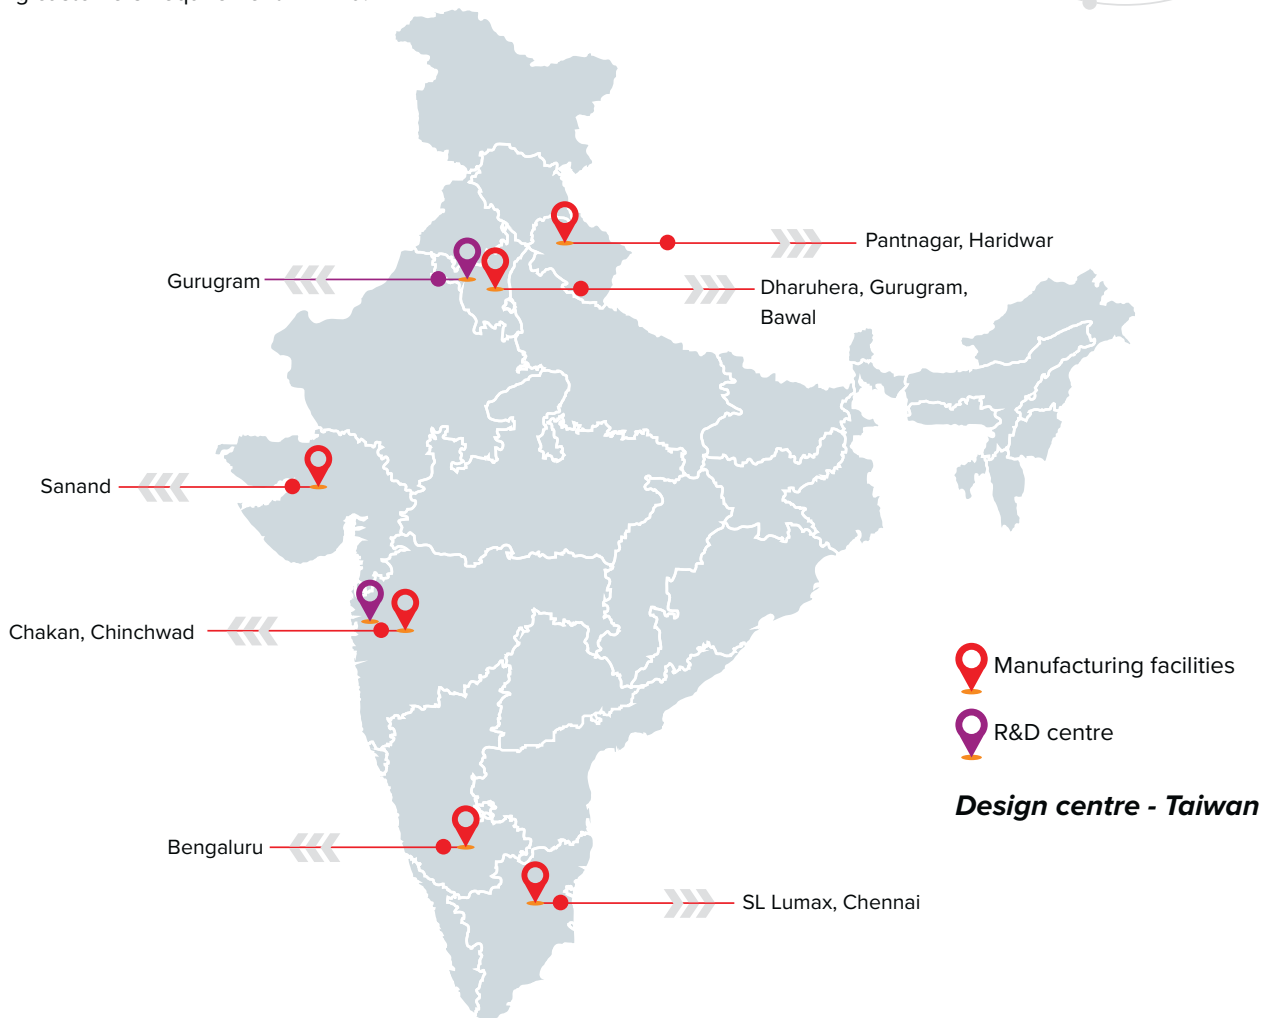 Pantnagar, Haridwar
Gurugram
Dharuhera, Gurugram,
Bawal
Sanand
Chakan, Chinchwad
Manufacturing facilities
R&D centre
Design centre - Taiwan
Bengaluru
SL Lumax, Chennai